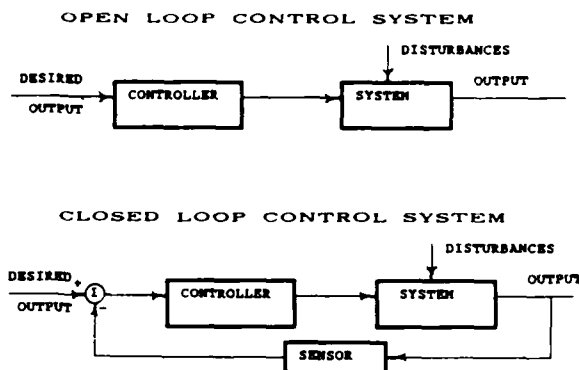 OPEN LOOP CONTROL SYSTEM
DISTURBANCES
DESIRED
OUTPUT
CONTROLLER
SYSTEM
OUTPUT
CLOSED LOOP CONTROL SYSTEM
DISTURBANCES
DESIRED
+
OUTPUT
Σ
-
CONTROLLER
SYSTEM
OUTPUT
SENSOR